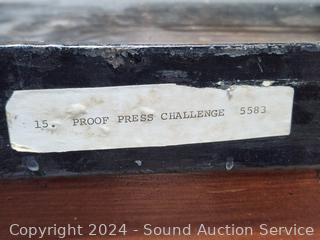 15. PROOF PRESS CHALLENGE 5583
Copyright 2024 - Sound Auction Service